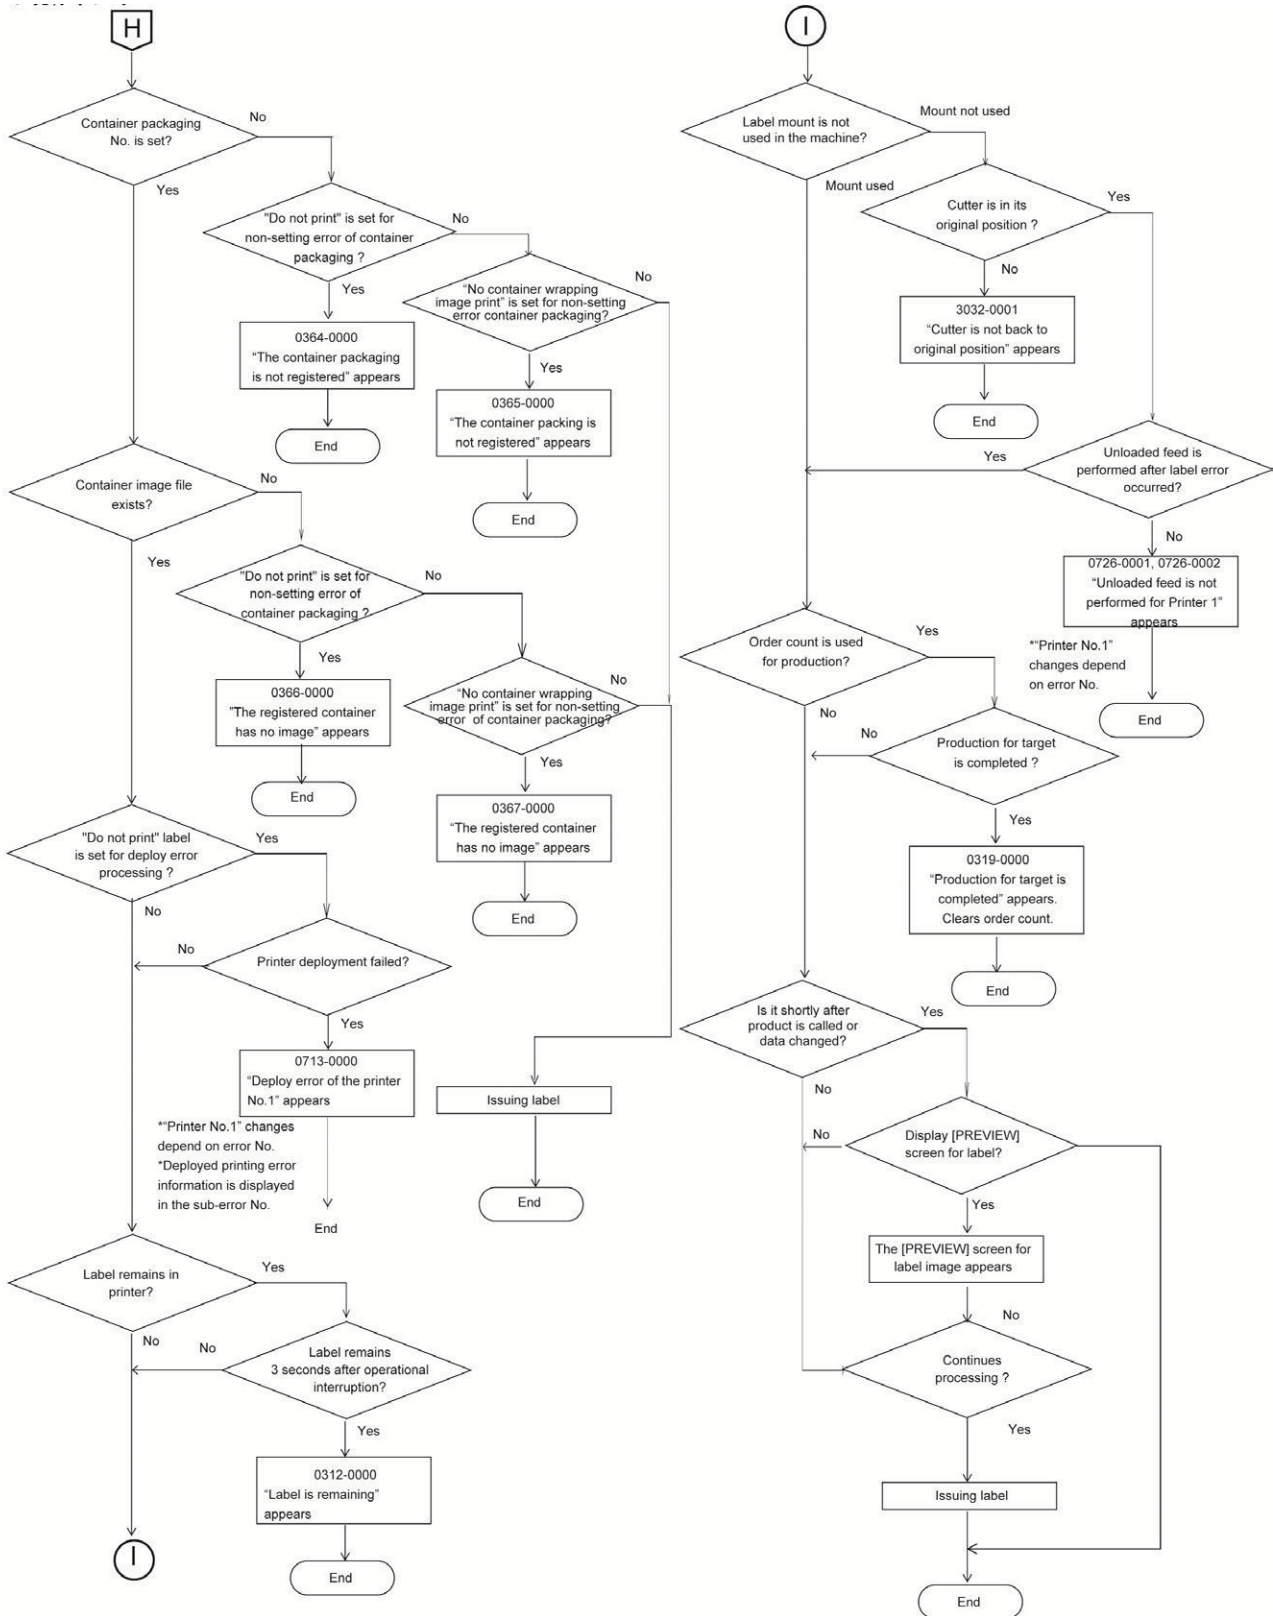 H
Container packaging
No. is set?
No
Yes
"Do not print" is set for
non-setting error of container
packaging ?
No
Yes
"No container wrapping
image print" is set for non-setting
error container packaging?
No
Yes
0364-0000
“The container packaging
is not registered” appears
End
0365-0000
“The container packing is
not registered” appears
End
Container image file
exists?
No
Yes
"Do not print" is set for
non-setting error of
container packaging ?
No
Yes
“No container wrapping
image print” is set for non-setting
error of container packaging?
No
Yes
0366-0000
"The registered container
has no image” appears
End
0367-0000
“The registered container
has no image” appears
End
"Do not print" label
is set for deploy error
processing ?
Yes
No
Printer deployment failed?
No
Yes
0713-0000
“Deploy error of the printer
No.1” appears
*“Printer No.1” changes
depend on error No.
*Deployed printing error
information is displayed
in the sub-error No.
End
Issuing label
End
Label remains in
printer?
Yes
No
Label remains
3 seconds after operational
interruption?
No
Yes
0312-0000
“Label is remaining”
appears
End
I
I
Label mount is not
used in the machine?
Mount not used
Mount used
Cutter is in its
original position ?
Yes
No
3032-0001
“Cutter is not back to
original position” appears
End
Unloaded feed is
performed after label error
occurred?
Yes
No
0726-0001, 0726-0002
“Unloaded feed is not
performed for Printer 1”
appears
*“Printer No.1”
changes depend
on error No.
End
Order count is used
for production?
Yes
No
Production for target
is completed ?
No
Yes
0319-0000
“Production for target is
completed” appears.
Clears order count.
End
Is it shortly after
product is called or
data changed?
Yes
No
Display [PREVIEW]
screen for label?
No
Yes
The [PREVIEW] screen for
label image appears
No
Continues
processing ?
Yes
Issuing label
End